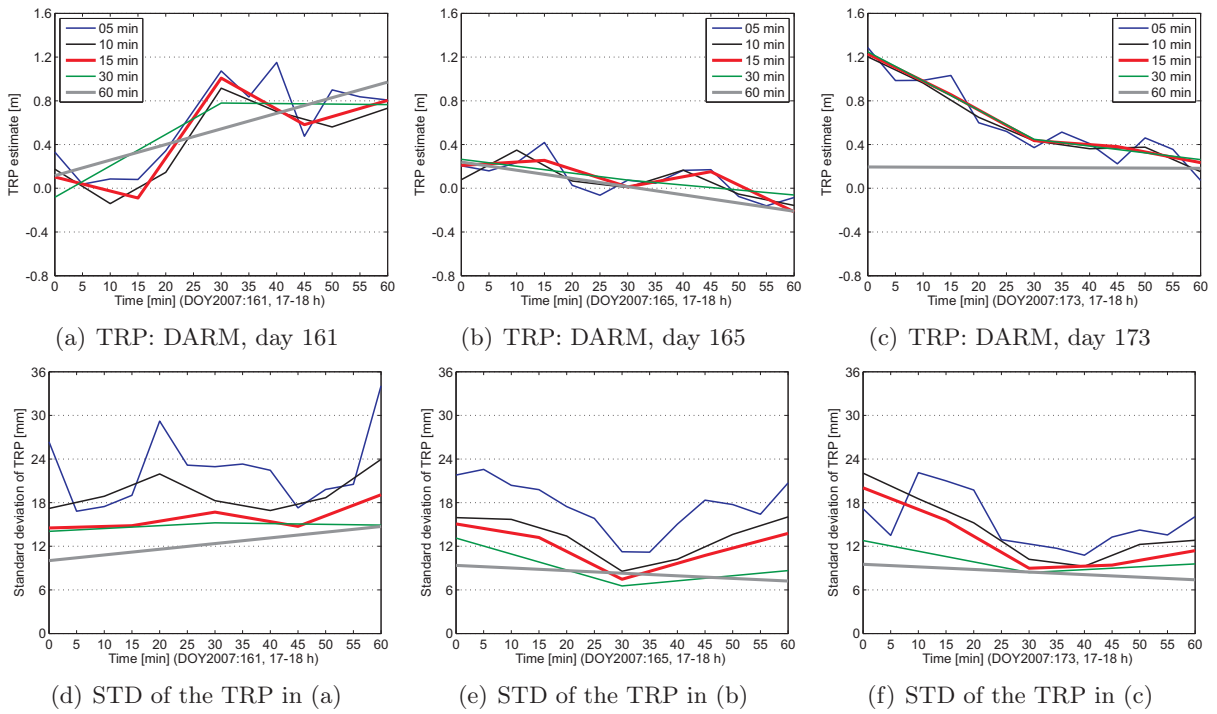 1.6
1.2
0.8
0.4
0.0
-0.4
-0.8
TRP estimate [m]
05 min
10 min
15 min
30 min
60 min
0 5 10 15 20 25 30 35 40 45 50 55 60
Time [min] (DOY2007:161, 17-18 h)
(a) TRP: DARM, day 161
1.6
1.2
0.8
0.4
0.0
-0.4
-0.8
TRP estimate [m]
05 min
10 min
15 min
30 min
60 min
0 5 10 15 20 25 30 35 40 45 50 55 60
Time [min] (DOY2007:165, 17-18 h)
(b) TRP: DARM, day 165
1.6
1.2
0.8
0.4
0.0
-0.4
-0.8
TRP estimate [m]
05 min
10 min
15 min
30 min
60 min
0 5 10 15 20 25 30 35 40 45 50 55 60
Time [min] (DOY2007:173, 17-18 h)
(c) TRP: DARM, day 173
36
30
24
18
12
6
0
Standard deviation of TRP [mm]
0 5 10 15 20 25 30 35 40 45 50 55 60
Time [min] (DOY2007:161, 17-18 h)
(d) STD of the TRP in (a)
36
30
24
18
12
6
0
Standard deviation of TRP [mm]
0 5 10 15 20 25 30 35 40 45 50 55 60
Time [min] (DOY2007:165, 17-18 h)
(e) STD of the TRP in (b)
36
30
24
18
12
6
0
Standard deviation of TRP [mm]
0 5 10 15 20 25 30 35 40 45 50 55 60
Time [min] (DOY2007:173, 17-18 h)
(f) STD of the TRP in (c)